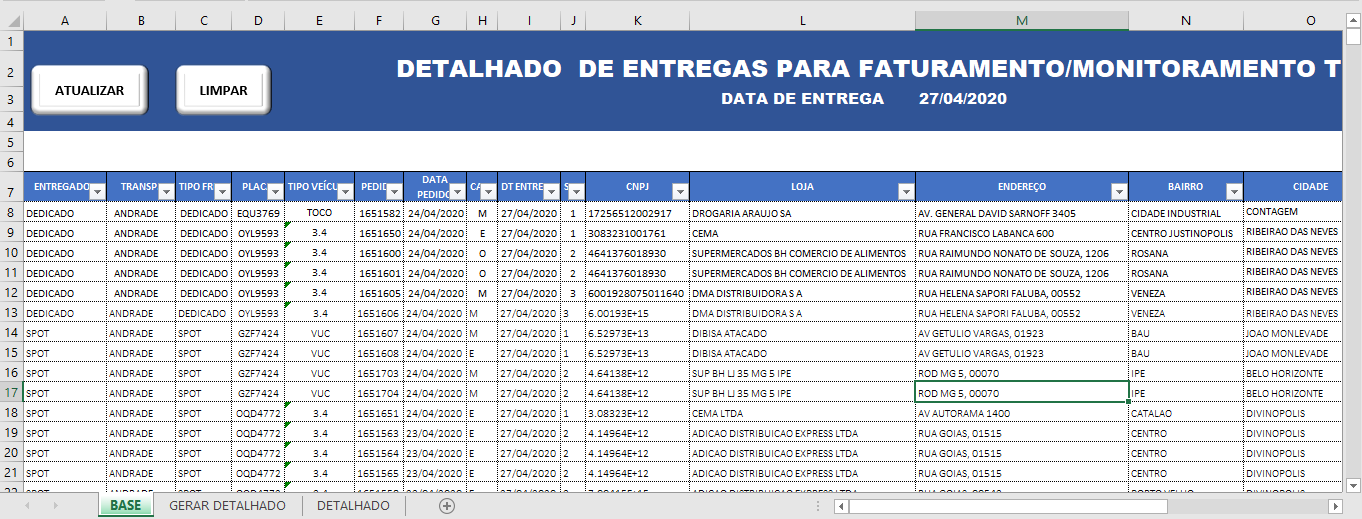 A B C D E F G H I J K L M N O
1
2 DETALHADO DE ENTREGAS PARA FATURAMENTO/MONITORAMENTO T
ATUALIZAR LIMPAR
3 DATA DE ENTREGA 27/04/2020
4
5
6
7 ENTREGADO TRANSP TIPO FR PLAC TIPO VEÍCU PEDID DATA PEDIDO CA DT ENTRE S CNPJ LOJA ENDEREÇO BAIRRO CIDADE
8 DEDICADO ANDRADE DEDICADO EQU3769 TOCO 1651582 24/04/2020 M 27/04/2020 1 17256512002917 DROGARIA ARAUJO SA AV. GENERAL DAVID SARNOFF 3405 CIDADE INDUSTRIAL CONTAGEM
9 DEDICADO ANDRADE DEDICADO OYL9593 3.4 1651650 24/04/2020 E 27/04/2020 1 3083231001761 CEMA RUA FRANCISCO LABANCA 600 CENTRO JUSTINOPOLIS RIBEIRAO DAS NEVES
10 DEDICADO ANDRADE DEDICADO OYL9593 3.4 1651600 24/04/2020 O 27/04/2020 2 4641376018930 SUPERMERCADOS BH COMERCIO DE ALIMENTOS RUA RAIMUNDO NONATO DE SOUZA, 1206 ROSANA RIBEIRAO DAS NEVES
11 DEDICADO ANDRADE DEDICADO OYL9593 3.4 1651601 24/04/2020 O 27/04/2020 2 4641376018930 SUPERMERCADOS BH COMERCIO DE ALIMENTOS RUA RAIMUNDO NONATO DE SOUZA, 1206 ROSANA RIBEIRAO DAS NEVES
12 DEDICADO ANDRADE DEDICADO OYL9593 3.4 1651605 24/04/2020 M 27/04/2020 3 6001928075011640 DMA DISTRIBUIDORA S A RUA HELENA SAPORI FALUBA, 00552 VENEZA RIBEIRAO DAS NEVES
13 DEDICADO ANDRADE DEDICADO OYL9593 3.4 1651606 24/04/2020 M 27/04/2020 3 6.00193E+15 DMA DISTRIBUIDORA S A RUA HELENA SAPORI FALUBA, 00552 VENEZA RIBEIRAO DAS NEVES
14 SPOT ANDRADE SPOT GZF7424 VUC 1651607 24/04/2020 M 27/04/2020 1 6.52973E+13 DIBISA ATACADO AV GETULIO VARGAS, 01923 BAU JOAO MONLEVADE
15 SPOT ANDRADE SPOT GZF7424 VUC 1651608 24/04/2020 E 27/04/2020 1 6.52973E+13 DIBISA ATACADO AV GETULIO VARGAS, 01923 BAU JOAO MONLEVADE
16 SPOT ANDRADE SPOT GZF7424 VUC 1651703 24/04/2020 M 27/04/2020 2 4.64138E+12 SUP BH LJ 35 MG 5 IPE ROD MG 5, 00070 IPE BELO HORIZONTE
17 SPOT ANDRADE SPOT GZF7424 VUC 1651704 24/04/2020 M 27/04/2020 2 4.64138E+12 SUP BH LJ 35 MG 5 IPE ROD MG 5, 00070 IPE BELO HORIZONTE
18 SPOT ANDRADE SPOT OQD4772 3.4 1651651 24/04/2020 E 27/04/2020 1 3.08323E+12 CEMA LTDA AV AUTORAMA 1400 CATALAO DIVINOPOLIS
19 SPOT ANDRADE SPOT OQD4772 3.4 1651563 23/04/2020 E 27/04/2020 2 4.14964E+12 ADICAO DISTRIBUICAO EXPRESS LTDA RUA GOIAS, 01515 CENTRO DIVINOPOLIS
20 SPOT ANDRADE SPOT OQD4772 3.4 1651564 23/04/2020 E 27/04/2020 2 4.14964E+12 ADICAO DISTRIBUICAO EXPRESS LTDA RUA GOIAS, 01515 CENTRO DIVINOPOLIS
21 SPOT ANDRADE SPOT OQD4772 3.4 1651565 23/04/2020 E 27/04/2020 2 4.14964E+12 ADICAO DISTRIBUICAO EXPRESS LTDA RUA GOIAS, 01515 CENTRO DIVINOPOLIS
BASE GERAR DETALHADO DETALHADO